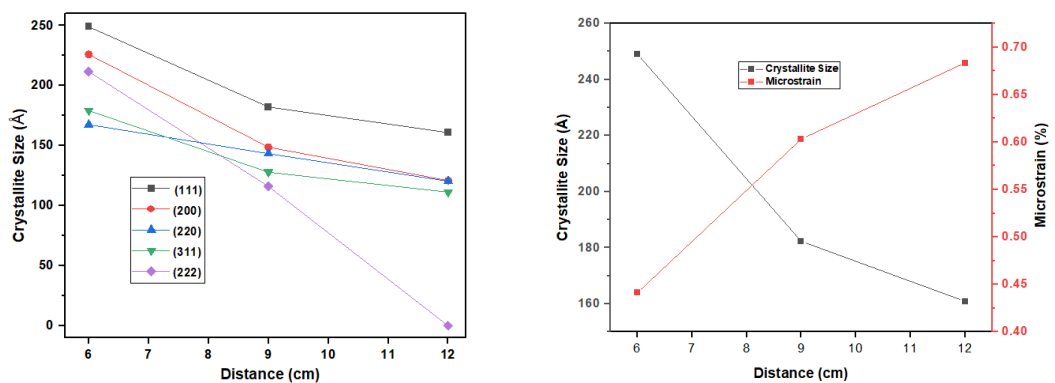 250
200
150
100
50
0
Crystallite Size (Å)
(111)
(200)
(220)
(311)
(222)
6 7 8 9 10 11 12
Distance (cm)
260
240
220
200
180
160
Crystallite Size (Å)
Crystallite Size
Microstrain
0.70
0.65
0.60
0.55
0.50
0.45
0.40
Microstrain (%)
6 7 8 9 10 11 12
Distance (cm)